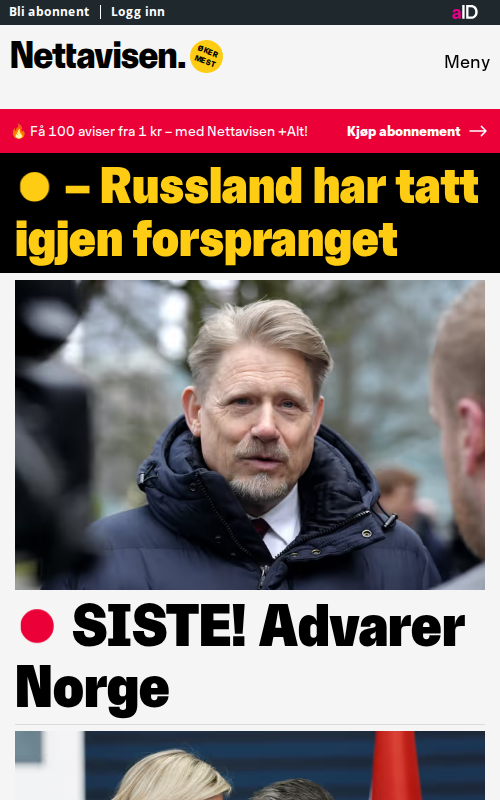 Bli abonnent | Logg inn
aID
Nettavisen.
ØKER
MEST
Meny
🔥 Få 100 aviser fra 1 kr – med Nettavisen +Alt!
Kjøp abonnement →
– Russland har tatt
igjen forspranget
SISTE! Advarer
Norge